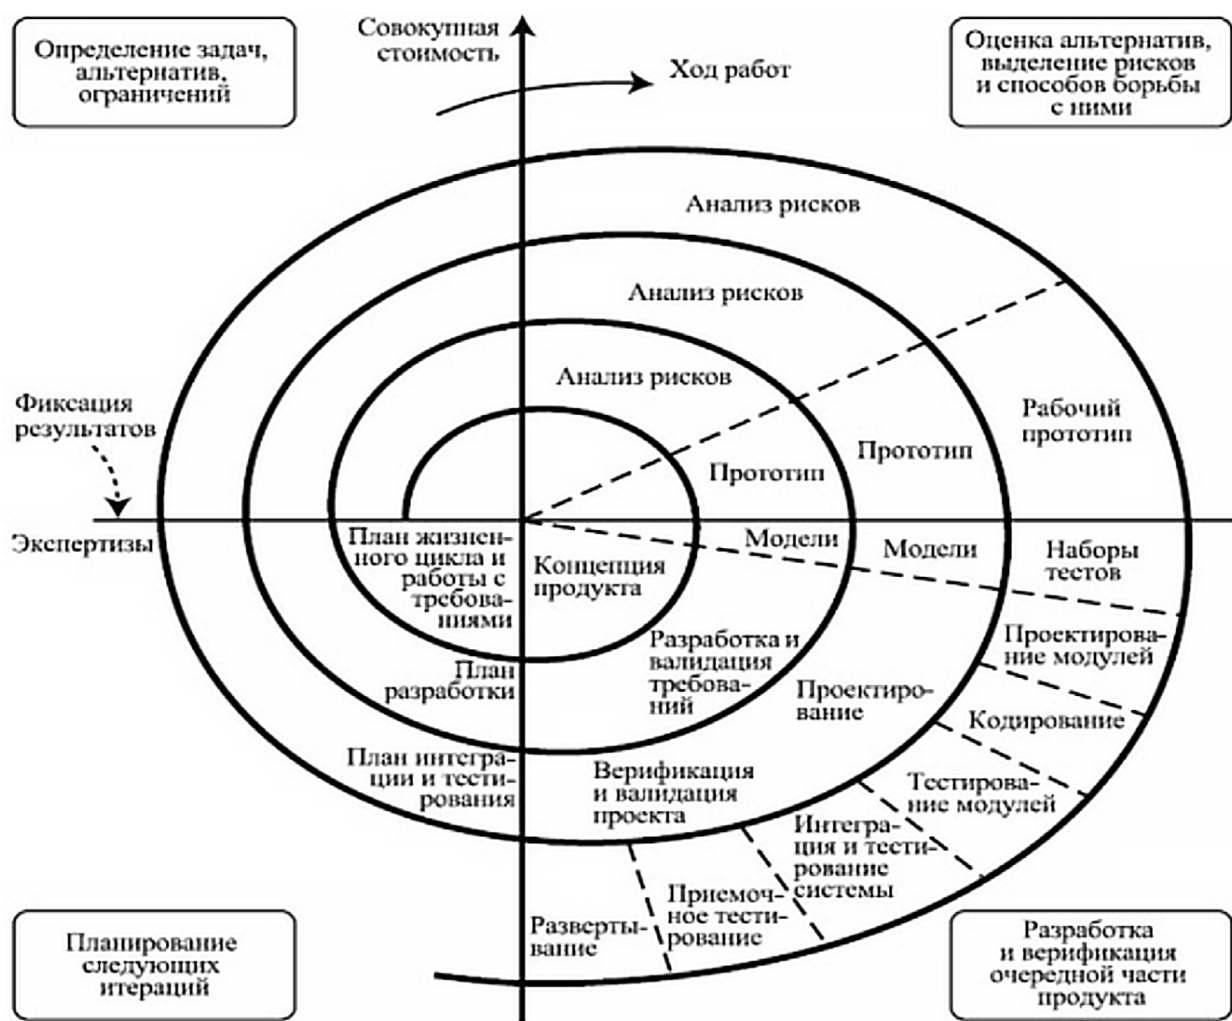 Определение задач,
альтернатив,
ограничений
Совокупная
стоимость
Ход работ
Оценка альтернатив,
выделение рисков
и способов борьбы
с ними
Анализ рисков
Анализ рисков
Анализ рисков
Фиксация
результатов
Рабочий
прототип
Прототип
Прототип
Экспертизы
План жизнен-
ного цикла и
работы с
требова-
ниями
Концепция
продукта
Модели
Модели
Наборы
тестов
План
разработки
Разработка и
валидация
требова-
ний
Проектиро-
вание
Проектирова-
ние модулей
Кодирование
План интегра-
ции и тести-
рования
Верификация
и валидация
проекта
Тестирова-
ние модулей
Интегра-
ция и тести-
рование
системы
Приемоч-
ное тести-
рование
Разверты-
вание
Планирование
следующих
итераций
Разработка
и верификация
очередной части
продукта